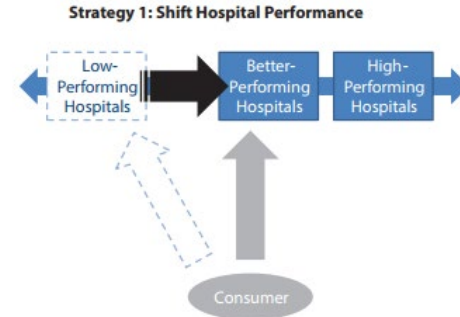 Strategy 1: Shift Hospital Performance
Low-
Performing
Hospitals
Better-
Performing
Hospitals
High-
Performing
Hospitals
Consumer